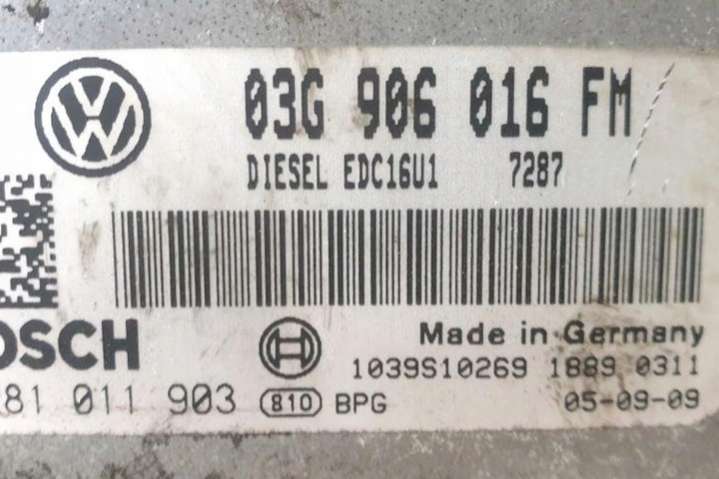 03G 906 016 FM
DIESEL EDC16U1 7287
OSCH
Made in Germany
1039S10269 1889 0311
81 011 903 810 BPG
05-09-09